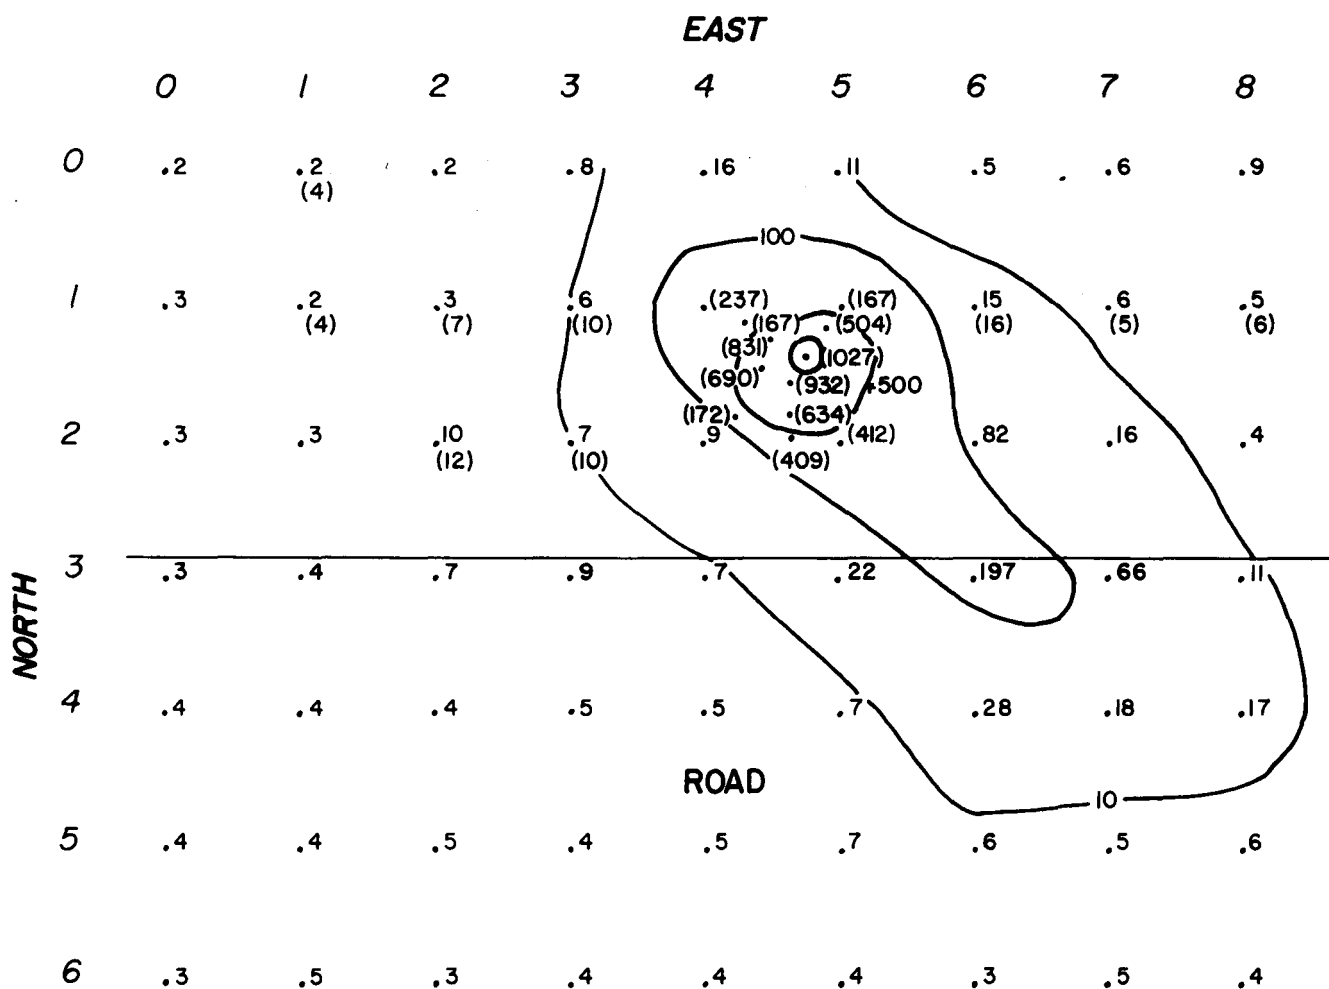 EAST
0 1 2 3 4 5 6 7 8
0 .2 .2 .2 .8 .16 .11 .5 .6 .9
(4)
100
1 .3 .2 .3 .6 .(237) .(167) .15 .6 .5
(4) (7) (10) (167) (504) (16) (5) (6)
(831) (1027)
(690) (932) +500
(172) (634)
2 .3 .3 .10 .7 .9 (412) .82 .16 .4
(12) (10) (409)
3 .3 .4 .7 .9 .7 .22 .197 .66 .11
NORTH
4 .4 .4 .4 .5 .5 .7 .28 .18 .17
ROAD
10
5 .4 .4 .5 .4 .5 .7 .6 .5 .6
6 .3 .5 .3 .4 .4 .4 .3 .5 .4